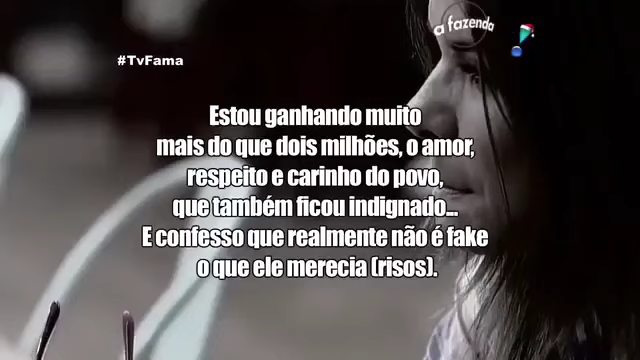 a fazenda
#TvFama
Estou ganhando muito
mais do que dois milhões, o amor,
respeito e carinho do povo,
que também ficou indignado...
E confesso que realmente não é fake
o que ele merecia (risos).